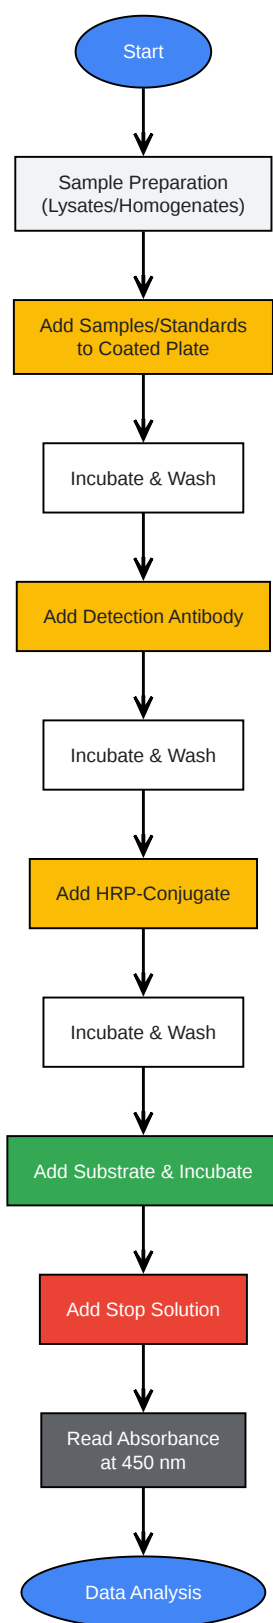 Start
Sample Preparation
(Lysates/Homogenates)
Add Samples/Standards
to Coated Plate
Incubate & Wash
Add Detection Antibody
Incubate & Wash
Add HRP-Conjugate
Incubate & Wash
Add Substrate & Incubate
Add Stop Solution
Read Absorbance
at 450 nm
Data Analysis